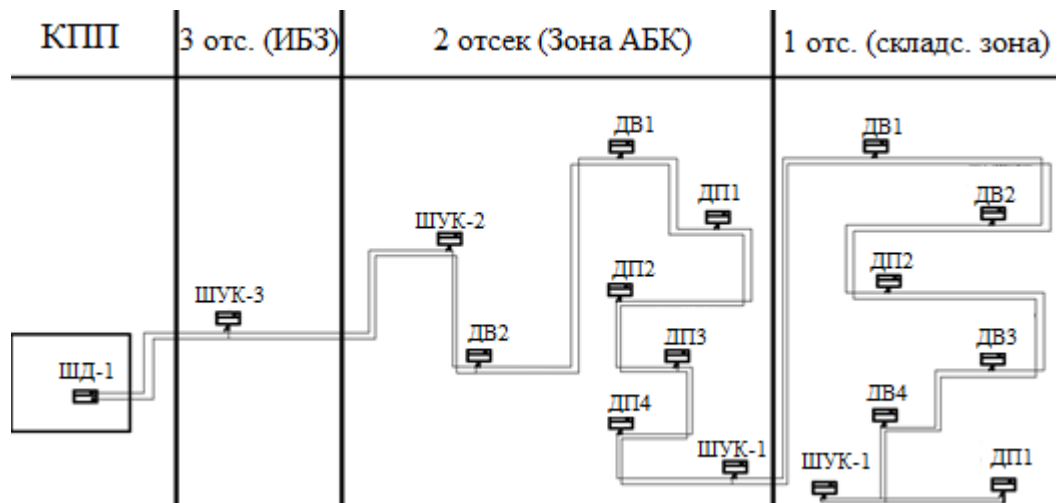 КПП
3 отс. (ИБЗ)
2 отсек (Зона АБК)
1 отс. (складс. зона)
ДВ1
ДВ1
ДП1
ДВ2
ШУК-2
ДП2
ДП2
ШУК-3
ДВ2
ДП3
ДВ3
ШД-1
ДП4
ДВ4
ШУК-1
ШУК-1
ДП1